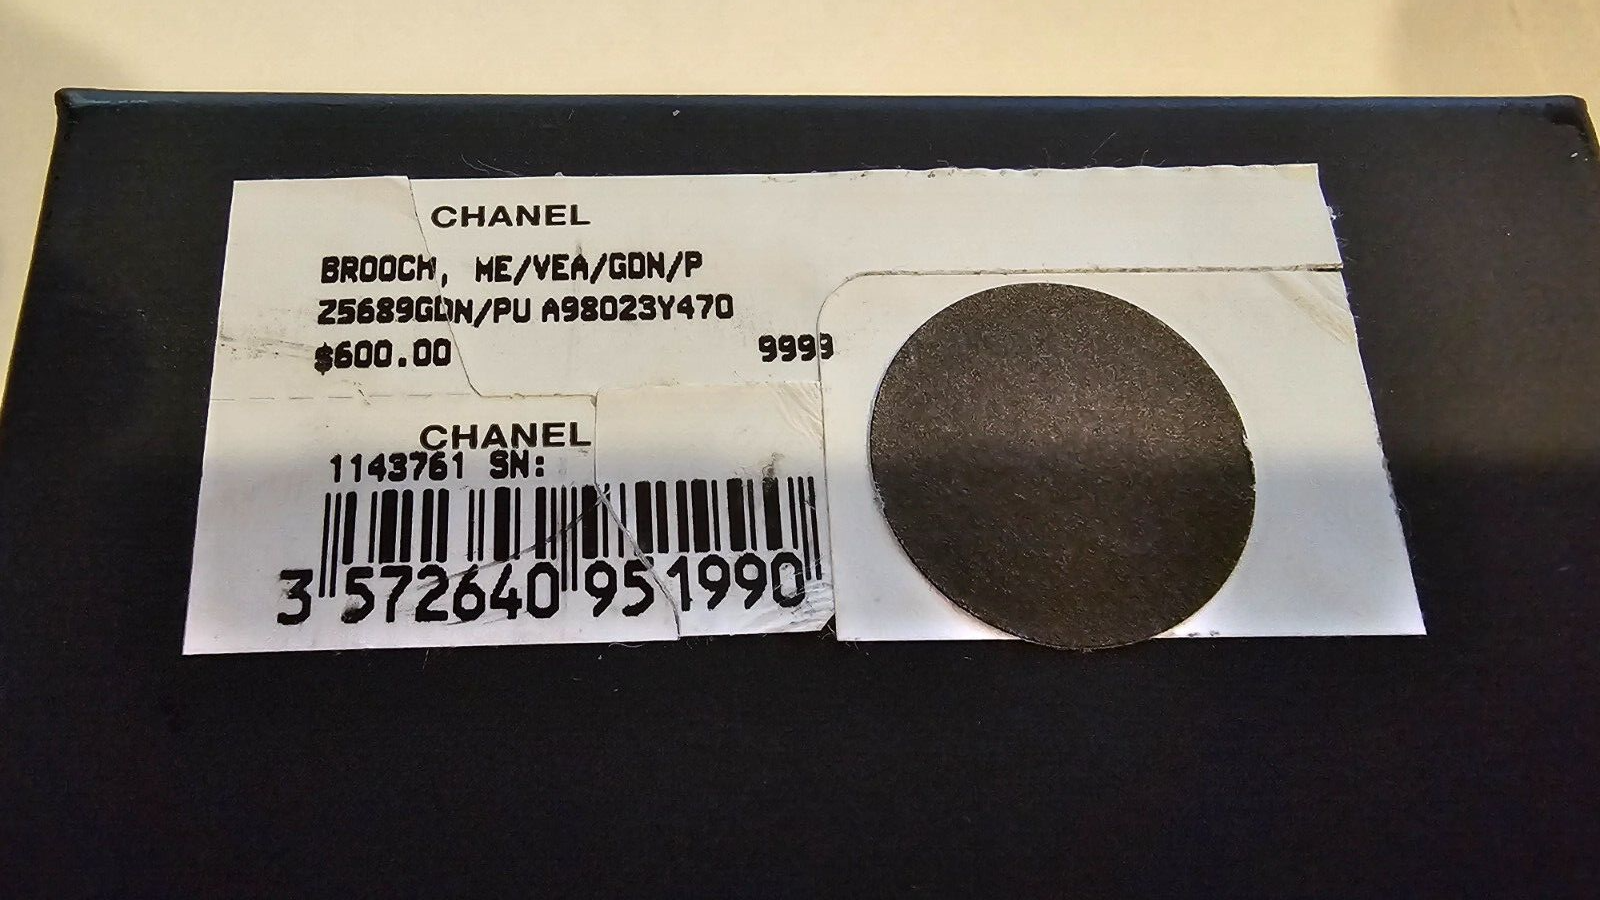 CHANEL
BROOCH, ME/VEA/GDN/P
Z5689GDN/PU A98023Y470
$600.00 9999
CHANEL
1143761 SN:
3 572640 951990